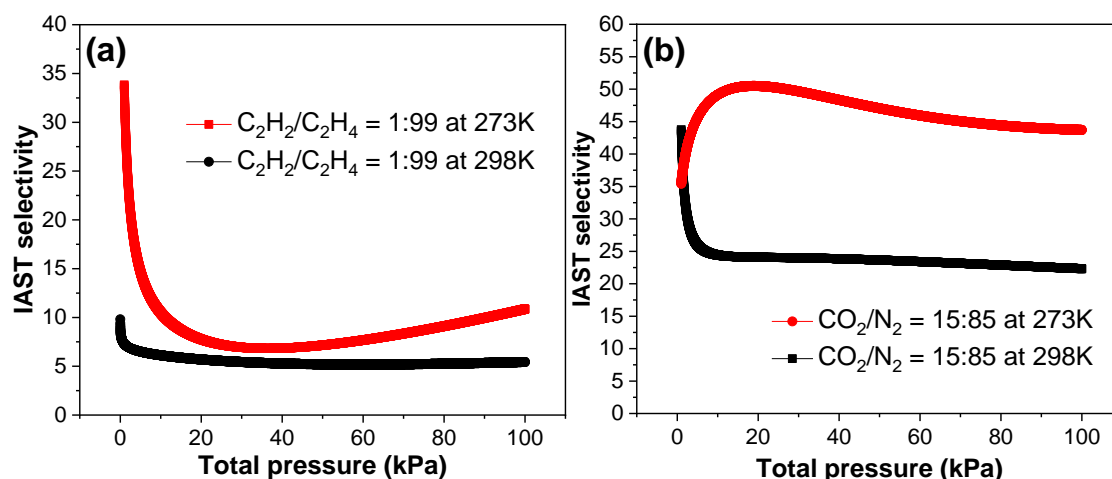 (a)
C₂H₂/C₂H₄ = 1:99 at 273K
C₂H₂/C₂H₄ = 1:99 at 298K
IAST selectivity
40
35
30
25
20
15
10
5
0
0 20 40 60 80 100
Total pressure (kPa)
(b)
CO₂/N₂ = 15:85 at 273K
CO₂/N₂ = 15:85 at 298K
IAST selectivity
60
55
50
45
40
35
30
25
20
15
10
5
0
0 20 40 60 80 100
Total pressure (kPa)